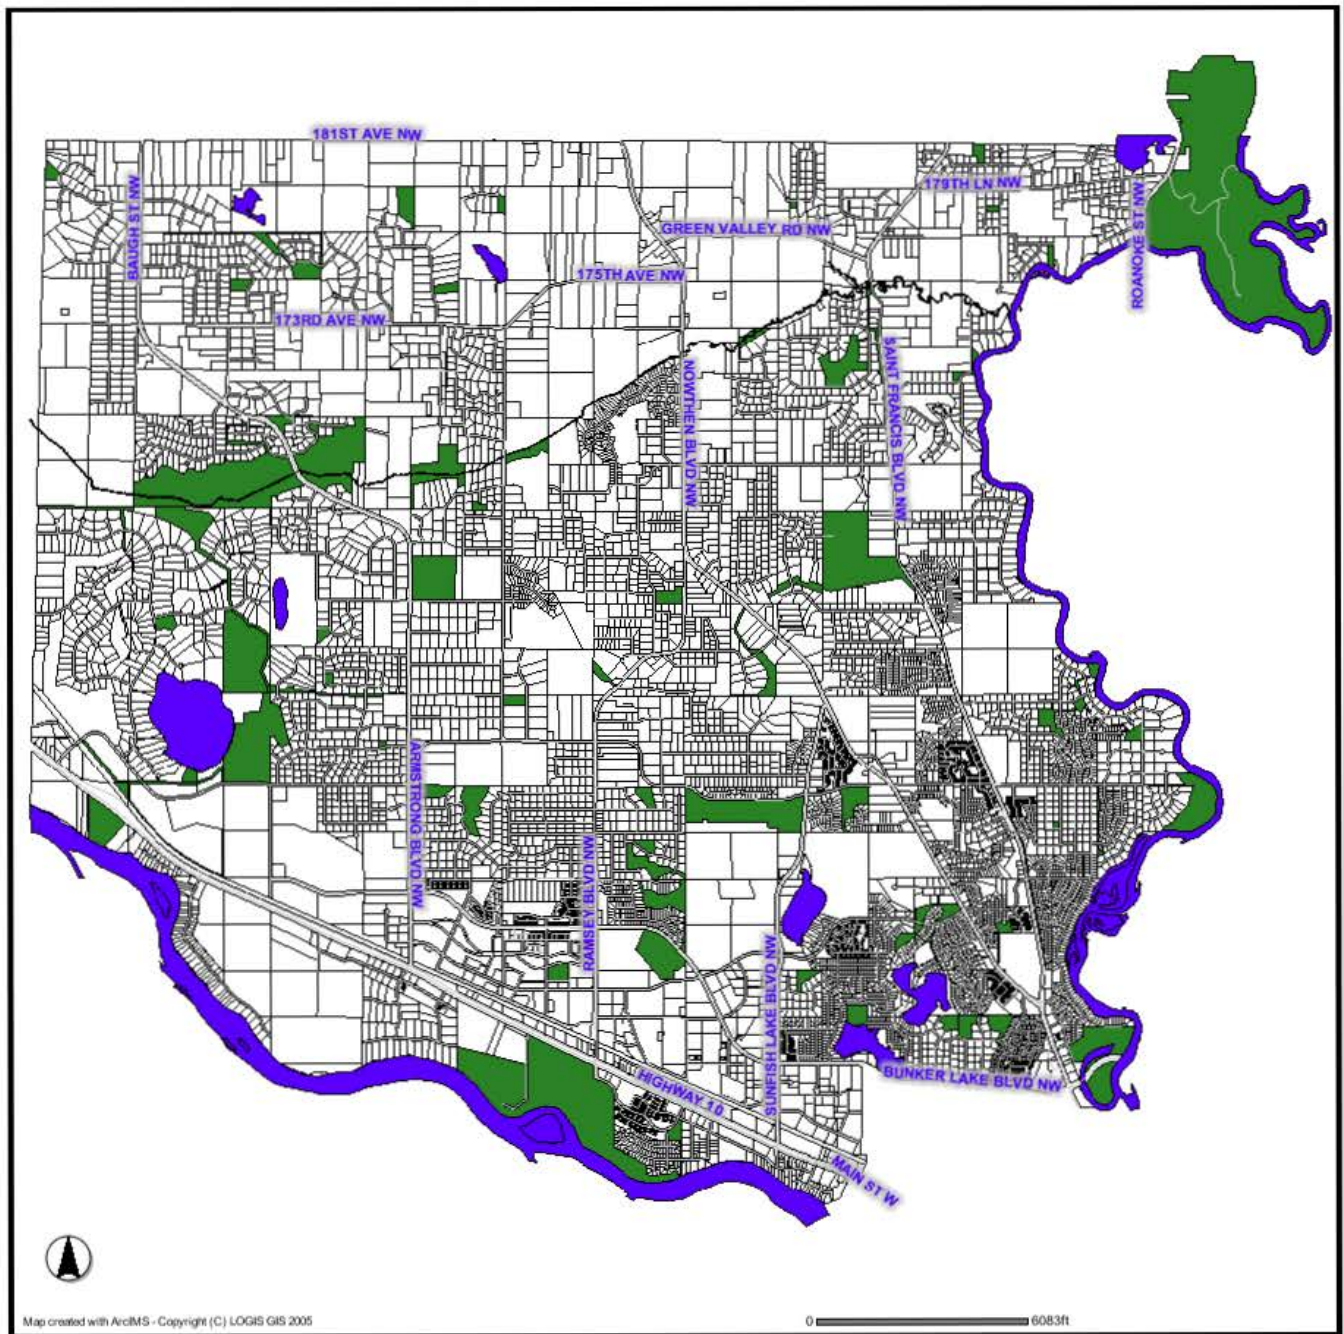 181ST AVE NW
BAUGH ST NW
179TH LN NW
ROANOKE ST NW
GREEN VALLEY RD NW
175TH AVE NW
173RD AVE NW
NOWTHEN BLVD NW
SAINT FRANCIS BLVD NW
ARMSTRONG BLVD NW
RAMSEY BLVD NW
SUNFISH LAKE BLVD NW
BUNKER LAKE BLVD NW
HIGHWAY 10
MAIN ST W
Map created with ArcIMS - Copyright (C) LOGIS GIS 2005
0 6083ft